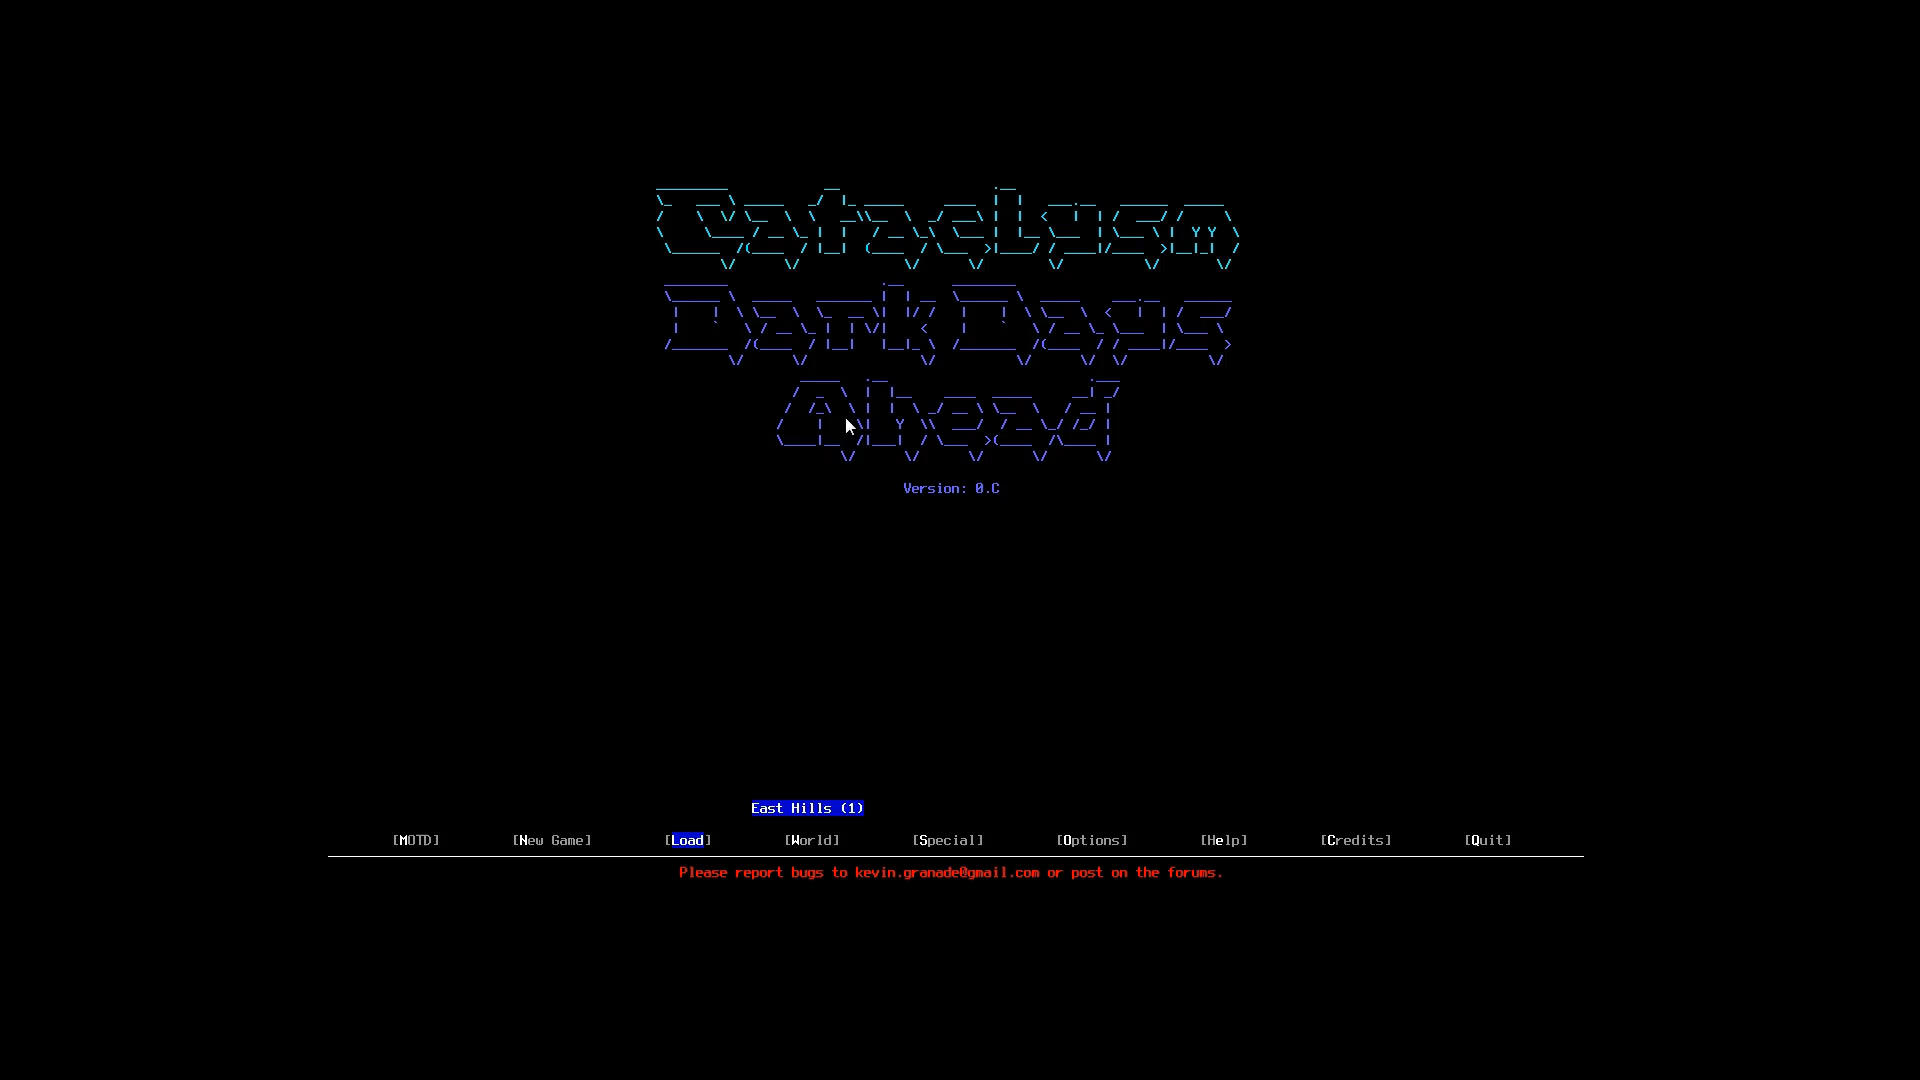 Cataclysm
Dark Days
Ahead
Version: 0.C
East Hills (1)
[MOTD] [New Game] [Load] [World] [Special] [Options] [Help] [Credits] [Quit]
Please report bugs to kevin.granade@gmail.com or post on the forums.